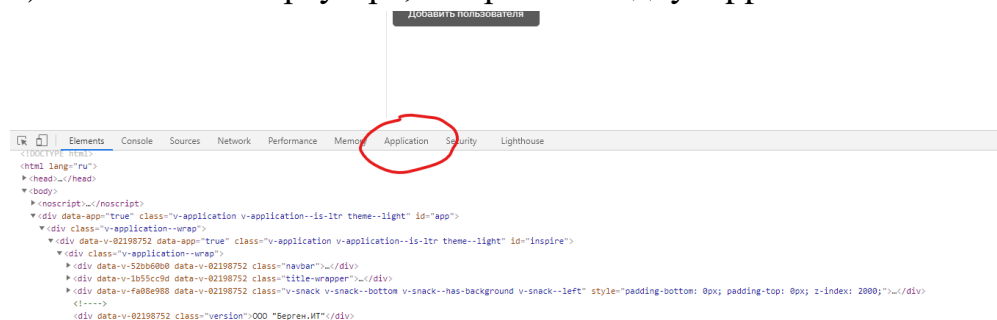 Добавить пользователя
Elements Console Sources Network Performance Memory Application Security Lighthouse
<!DOCTYPE html>
<html lang="ru">
▶<head>…</head>
▼<body>
▶<noscript>…</noscript>
▼<div data-app="true" class="v-application v-application--is-ltr theme--light" id="app">
▼<div class="v-application--wrap">
▼<div data-v-02198752 data-app="true" class="v-application v-application--is-ltr theme--light" id="inspire">
▼<div class="v-application--wrap">
▶<div data-v-52bb60b0 data-v-02198752 class="navbar">…</div>
▶<div data-v-1b55cc9d data-v-02198752 class="title-wrapper">…</div>
▶<div data-v-fa08e988 data-v-02198752 class="v-snack v-snack--bottom v-snack--has-background v-snack--left" style="padding-bottom: 0px; padding-top: 0px; z-index: 2000;">…</div>
<!---->
<div data-v-02198752 class="version">ООО "Берген.ИТ"</div>